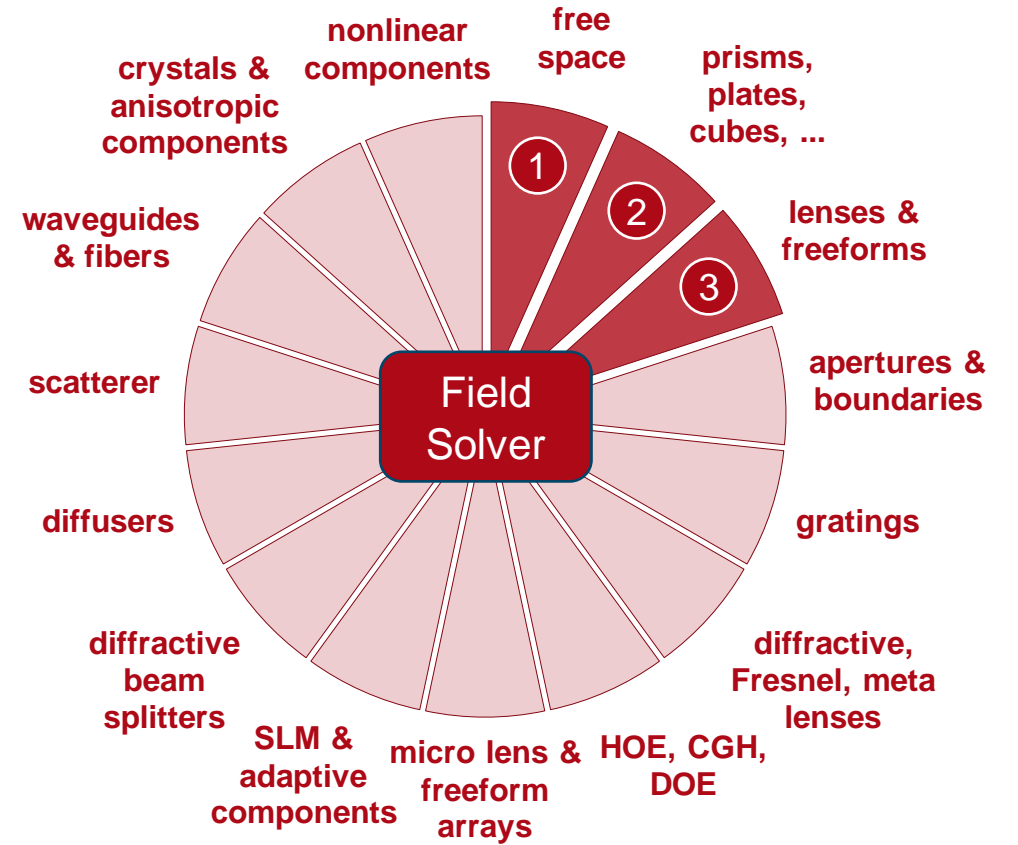 free
space
prisms,
plates,
cubes, ...
lenses &
freeforms
apertures &
boundaries
gratings
diffractive,
Fresnel, meta
lenses
HOE, CGH,
DOE
micro lens &
freeform
arrays
SLM &
adaptive
components
diffractive
beam
splitters
diffusers
scatterer
waveguides
& fibers
crystals &
anisotropic
components
nonlinear
components
1
2
3
Field
Solver